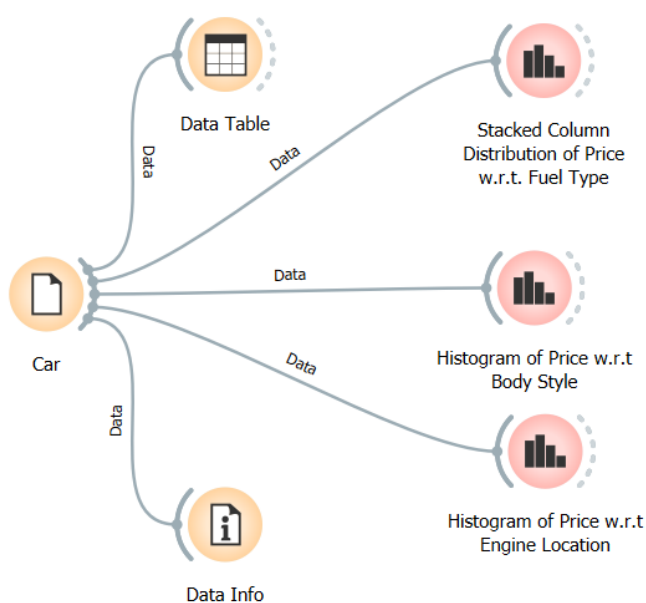 Data Table
Stacked Column
Distribution of Price
w.r.t. Fuel Type
Data
Data
Data
Car
Histogram of Price w.r.t
Body Style
Data
Data
Histogram of Price w.r.t
Engine Location
Data Info